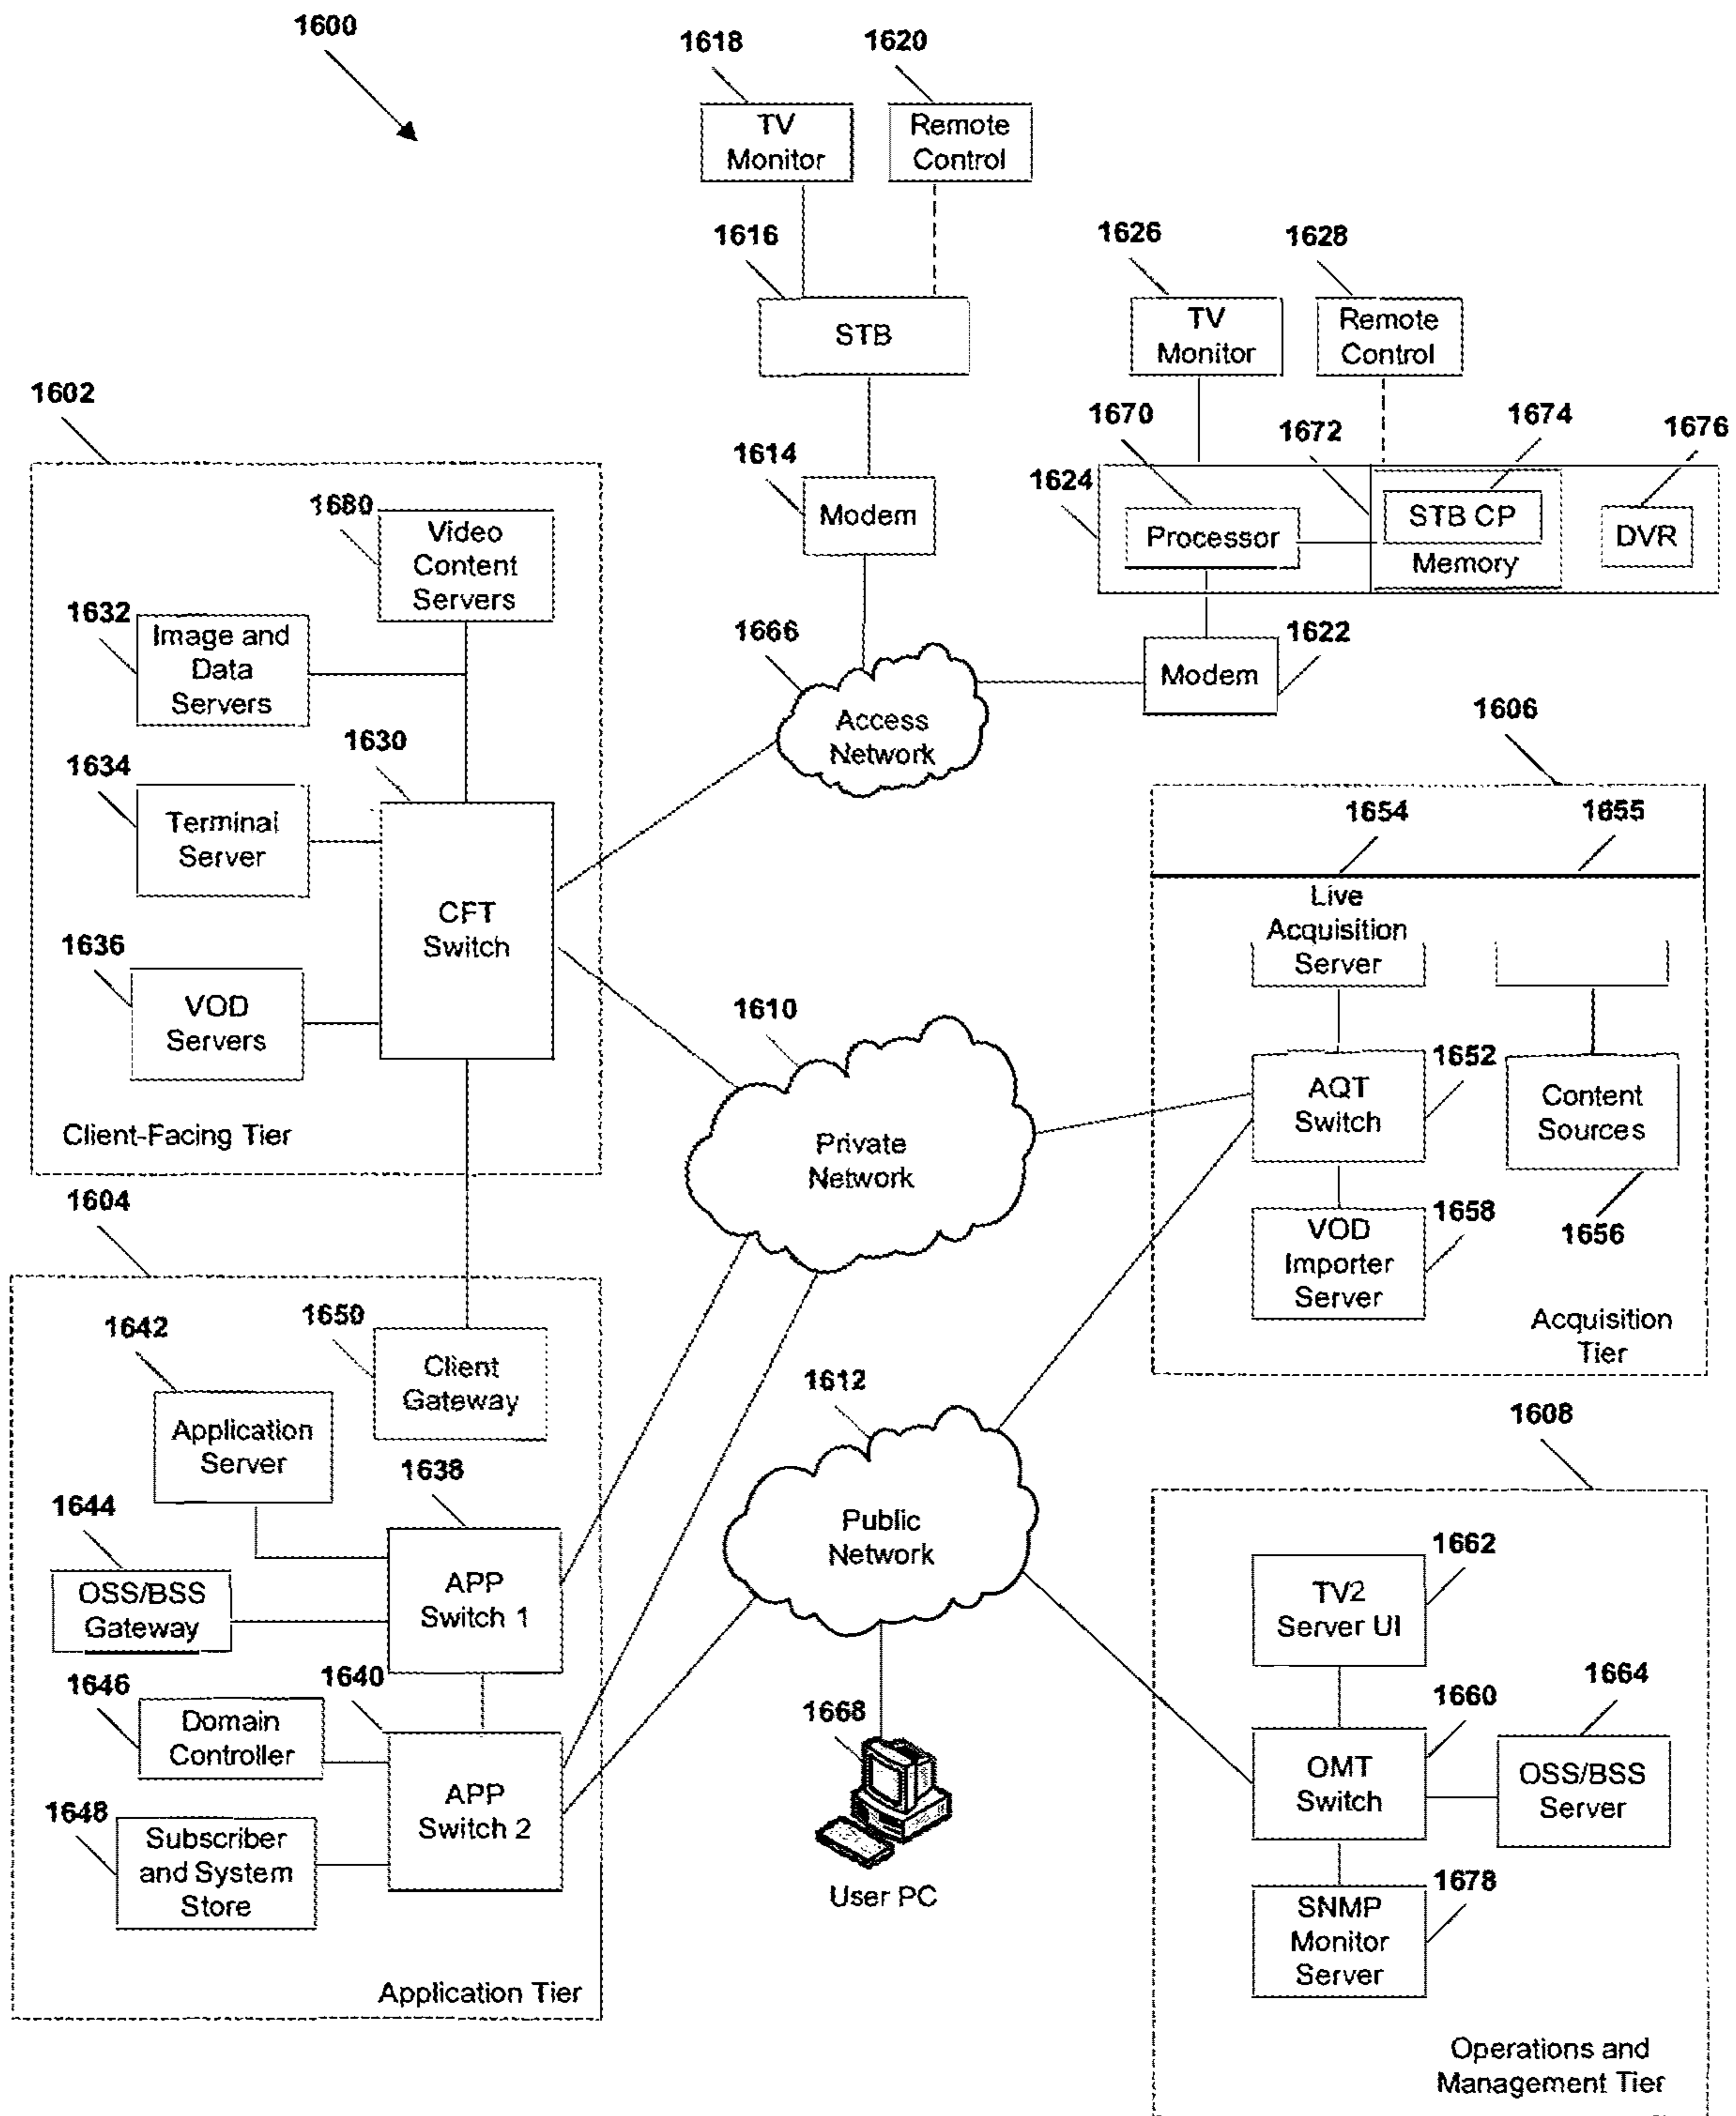 1600
1618
1620
TV
Monitor
Remote
Control
1616
STB
1626
1628
TV
Monitor
Remote
Control
1614
Modem
1670
1672
1674
1676
1624
Processor
STB CP
Memory
DVR
1622
Modem
1666
Access
Network
1602
1680
Video
Content
Servers
1632
Image and
Data
Servers
1630
1634
Terminal
Server
CFT
Switch
1636
VOD
Servers
Client-Facing Tier
1606
1654
1655
Live
Acquisition
Server
1652
AQT
Switch
Content
Sources
1656
1658
VOD
Importer
Server
Acquisition
Tier
1610
Private
Network
1604
1642
1650
Client
Gateway
Application
Server
1638
1644
OSS/BSS
Gateway
APP
Switch 1
1646
1640
Domain
Controller
APP
Switch 2
1648
Subscriber
and System
Store
Application Tier
1612
Public
Network
1668
User PC
1608
1662
TV2
Server UI
1660
1664
OMT
Switch
OSS/BSS
Server
1678
SNMP
Monitor
Server
Operations and
Management Tier